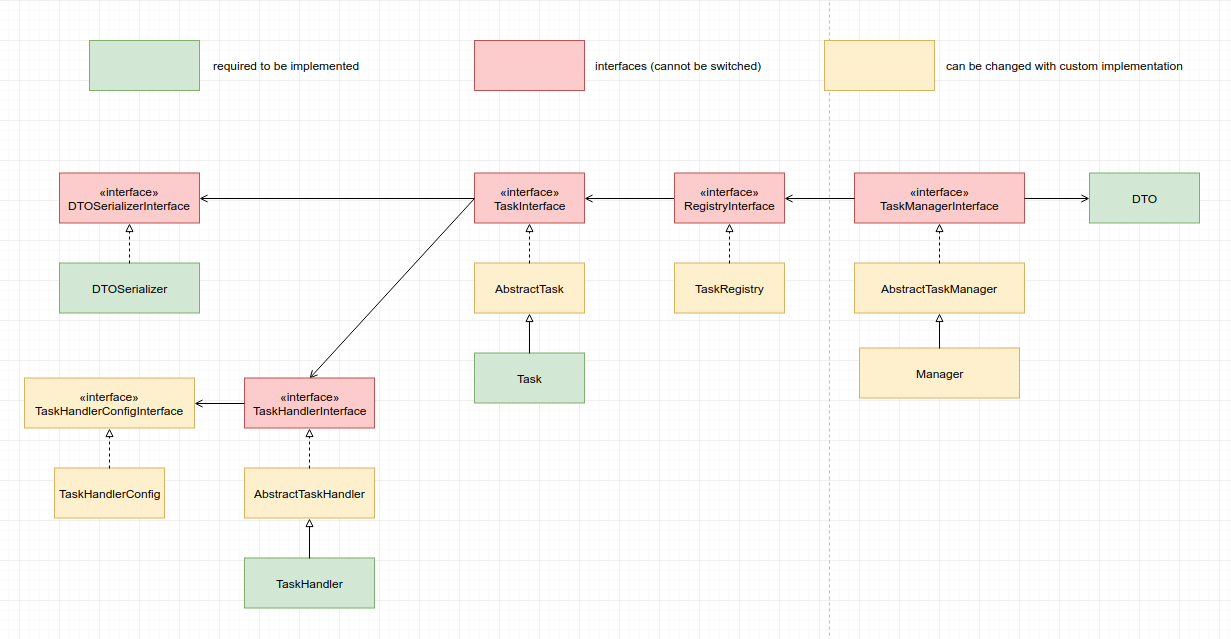 required to be implemented
interfaces (cannot be switched)
can be changed with custom implementation
«interface»
DTOSerializerInterface
«interface»
TaskInterface
«interface»
RegistryInterface
«interface»
TaskManagerInterface
DTO
DTOSerializer
AbstractTask
TaskRegistry
AbstractTaskManager
Task
Manager
«interface»
TaskHandlerConfigInterface
«interface»
TaskHandlerInterface
TaskHandlerConfig
AbstractTaskHandler
TaskHandler